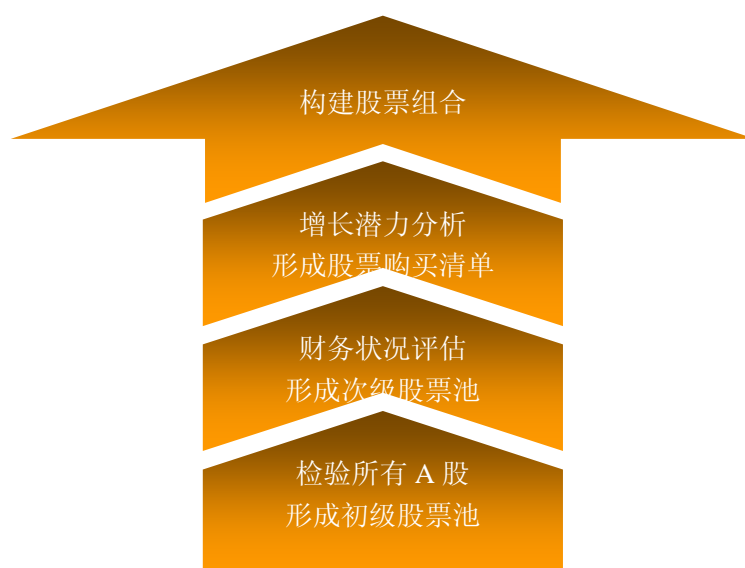 构建股票组合
增长潜力分析
形成股票购买清单
财务状况评估
形成次级股票池
检验所有 A 股
形成初级股票池